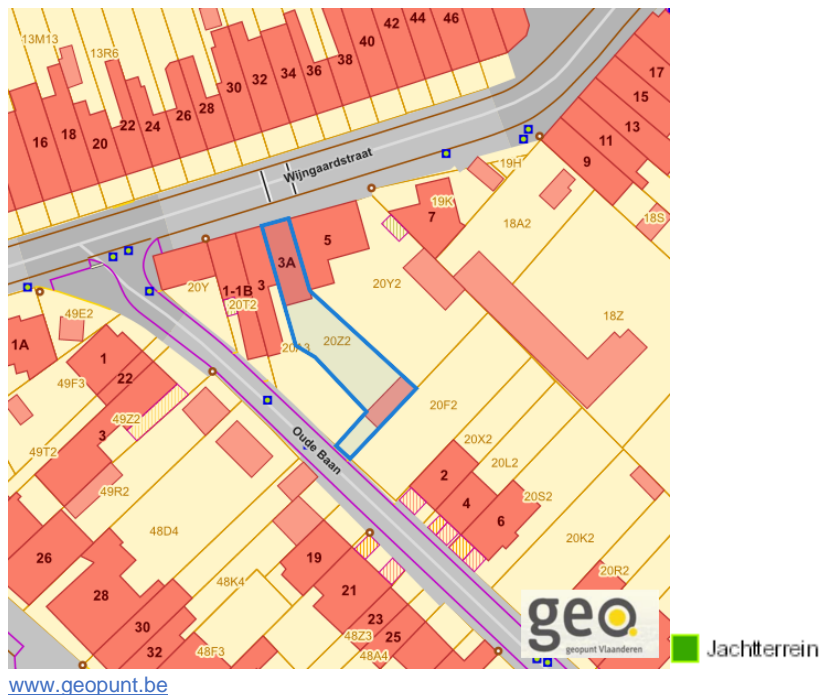 42 44 46
13M13
13R6
40
38
36
34
32
30
28
26
24
22
20
18
16
17
15
13
11
9
Wijngaardstraat
19H
19K
7
18A2
18S
5
3A
3
1-1B
20Y
20T2
20Y2
49E2
1A
20Z2
20A3
18Z
1
22
49F3
20F2
49Z2
3
49T2
Oude Baan
20X2
20L2
2
4
6
20S2
49R2
48D4
20K2
26
19
20R2
28
48K4
21
23
25
30
32
48F3
48Z3
48A4
geo
geopunt Vlaanderen
Jachtterrein
www.geopunt.be